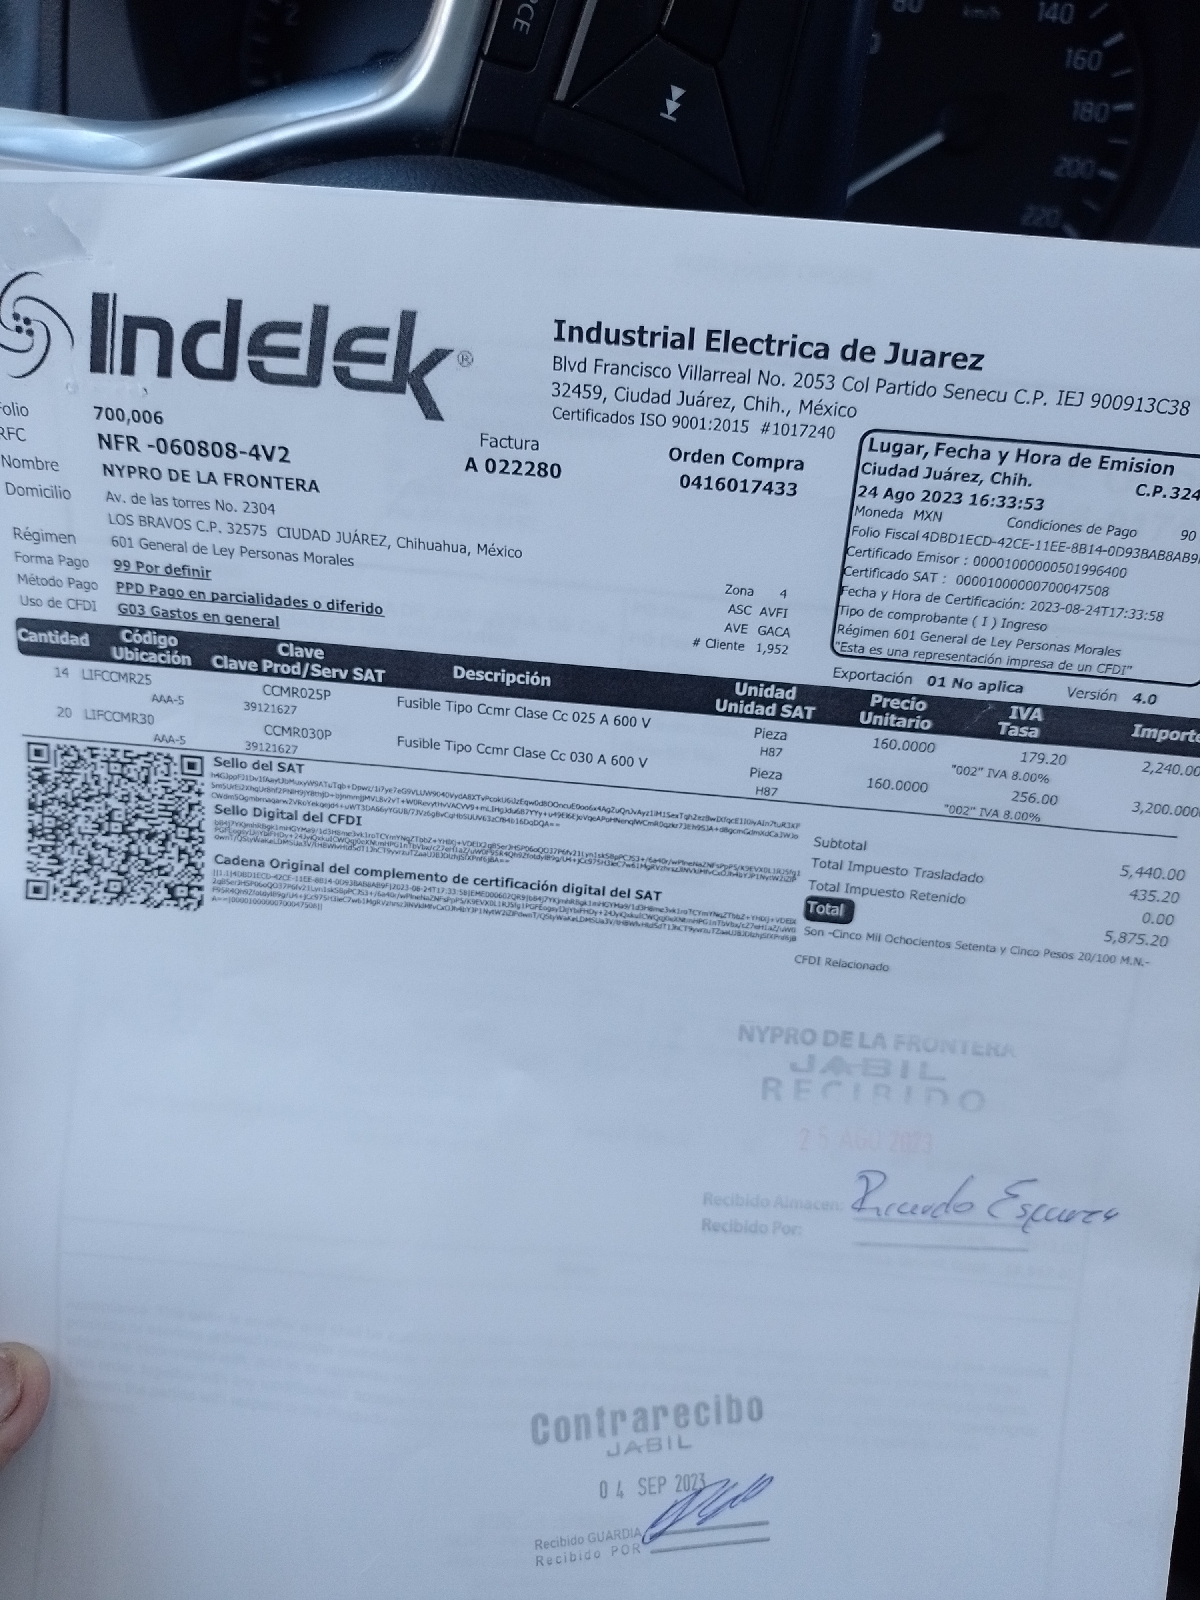 CE
80 km/h 140
160
180
200
220
Indelek®
Industrial Electrica de Juarez
Blvd Francisco Villarreal No. 2053 Col Partido Senecu C.P. IEJ 900913C38
32459, Ciudad Juárez, Chih., México
Certificados ISO 9001:2015 #1017240
olio 700,006
RFC NFR -060808-4V2
Nombre NYPRO DE LA FRONTERA
Domicilio Av. de las torres No. 2304
LOS BRAVOS C.P. 32575 CIUDAD JUÁREZ, Chihuahua, México
Régimen 601 General de Ley Personas Morales
Forma Pago 99 Por definir
Método Pago PPD Pago en parcialidades o diferido
Uso de CFDI G03 Gastos en general
Factura
A 022280
Orden Compra
0416017433
Lugar, Fecha y Hora de Emision
Ciudad Juárez, Chih. C.P.324
24 Ago 2023 16:33:53
Moneda MXN Condiciones de Pago 90
Folio Fiscal 4DBD1ECD-42CE-11EE-8B14-0D93BAB8AB9
Certificado Emisor : 00001000000501996400
Certificado SAT : 00001000000700047508
Fecha y Hora de Certificación: 2023-08-24T17:33:58
Tipo de comprobante ( I ) Ingreso
Régimen 601 General de Ley Personas Morales
"Esta es una representación impresa de un CFDI"
Zona 4
ASC AVFI
AVE GACA
# Cliente 1,952
Exportación 01 No aplica Versión 4.0
Cantidad Código Ubicación Clave Clave Prod/Serv SAT Descripción Unidad Unidad SAT Precio Unitario IVA Tasa Importe
14 LIFCCMR25 CCMR025P Fusible Tipo Ccmr Clase Cc 025 A 600 V Pieza 160.0000 179.20 2,240.00
AAA-5 39121627 H87 "002" IVA 8.00%
20 LIFCCMR30 CCMR030P Fusible Tipo Ccmr Clase Cc 030 A 600 V Pieza 160.0000 256.00 3,200.000
AAA-5 39121627 H87 "002" IVA 8.00%
Sello del SAT
Sello Digital del CFDI
Cadena Original del complemento de certificación digital del SAT
Subtotal 5,440.00
Total Impuesto Trasladado 435.20
Total Impuesto Retenido 0.00
Total 5,875.20
Son -Cinco Mil Ochocientos Setenta y Cinco Pesos 20/100 M.N.-
CFDI Relacionado
NYPRO DE LA FRONTERA
JABIL
RECIBIDO
25 AGO 2023
Recibido Almacen: Ricardo Esparza
Recibido Por:
Contrarecibo
JABIL
04 SEP 2023
Recibido GUARDIA
Recibido POR